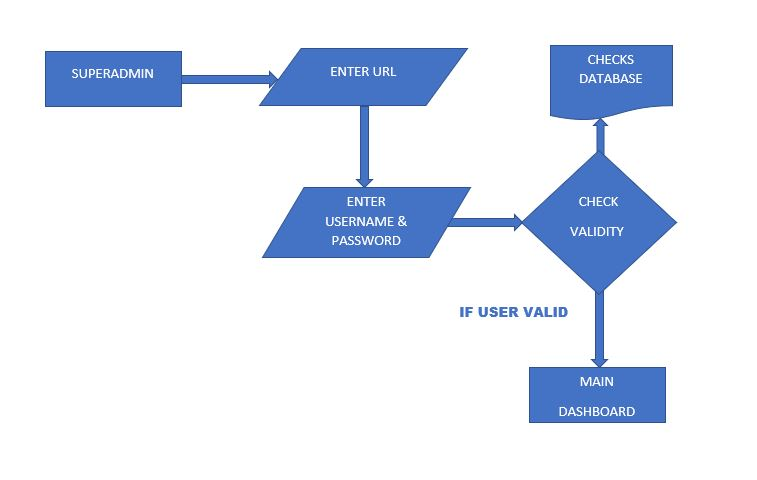 SUPERADMIN
ENTER URL
CHECKS
DATABASE
ENTER
USERNAME &
PASSWORD
CHECK
VALIDITY
IF USER VALID
MAIN
DASHBOARD